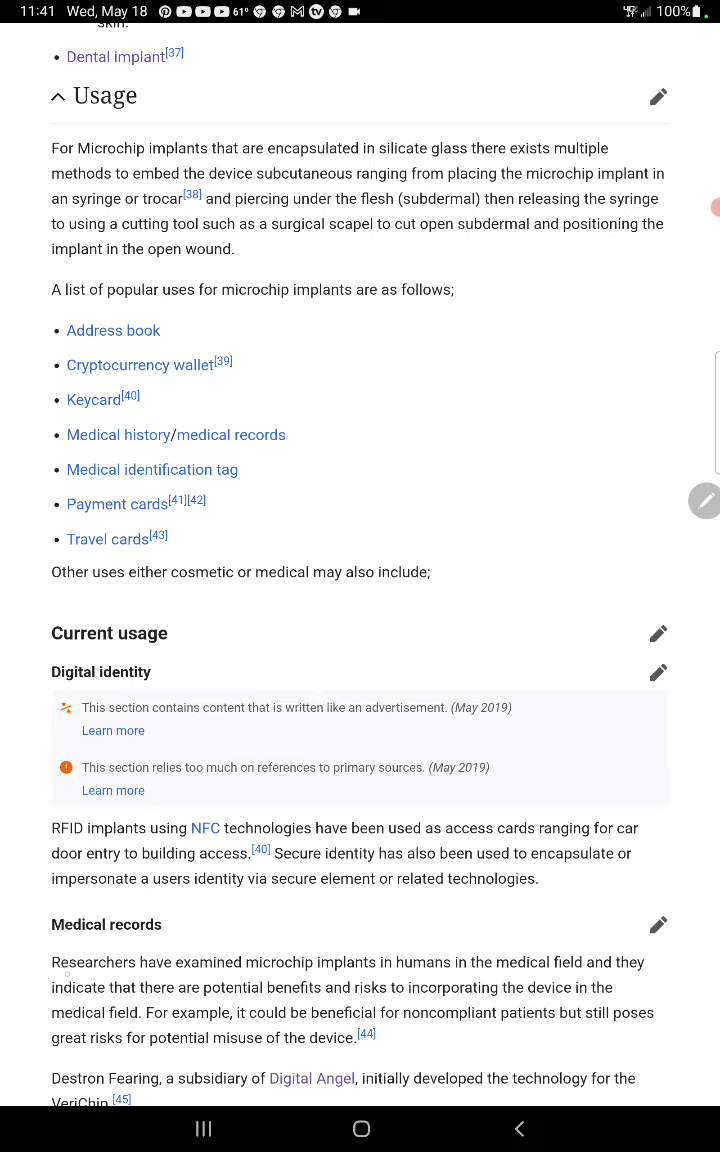 11:41 Wed, May 18 61° tv 100%
skin.
• Dental implant[37]
Usage
For Microchip implants that are encapsulated in silicate glass there exists multiple
methods to embed the device subcutaneous ranging from placing the microchip implant in
an syringe or trocar[38] and piercing under the flesh (subdermal) then releasing the syringe
to using a cutting tool such as a surgical scapel to cut open subdermal and positioning the
implant in the open wound.
A list of popular uses for microchip implants are as follows;
• Address book
• Cryptocurrency wallet[39]
• Keycard[40]
• Medical history/medical records
• Medical identification tag
• Payment cards[41][42]
• Travel cards[43]
Other uses either cosmetic or medical may also include;
Current usage
Digital identity
This section contains content that is written like an advertisement. (May 2019)
Learn more
This section relies too much on references to primary sources. (May 2019)
Learn more
RFID implants using NFC technologies have been used as access cards ranging for car
door entry to building access.[40] Secure identity has also been used to encapsulate or
impersonate a users identity via secure element or related technologies.
Medical records
Researchers have examined microchip implants in humans in the medical field and they
indicate that there are potential benefits and risks to incorporating the device in the
medical field. For example, it could be beneficial for noncompliant patients but still poses
great risks for potential misuse of the device.[44]
Destron Fearing, a subsidiary of Digital Angel, initially developed the technology for the
VeriChip.[45]